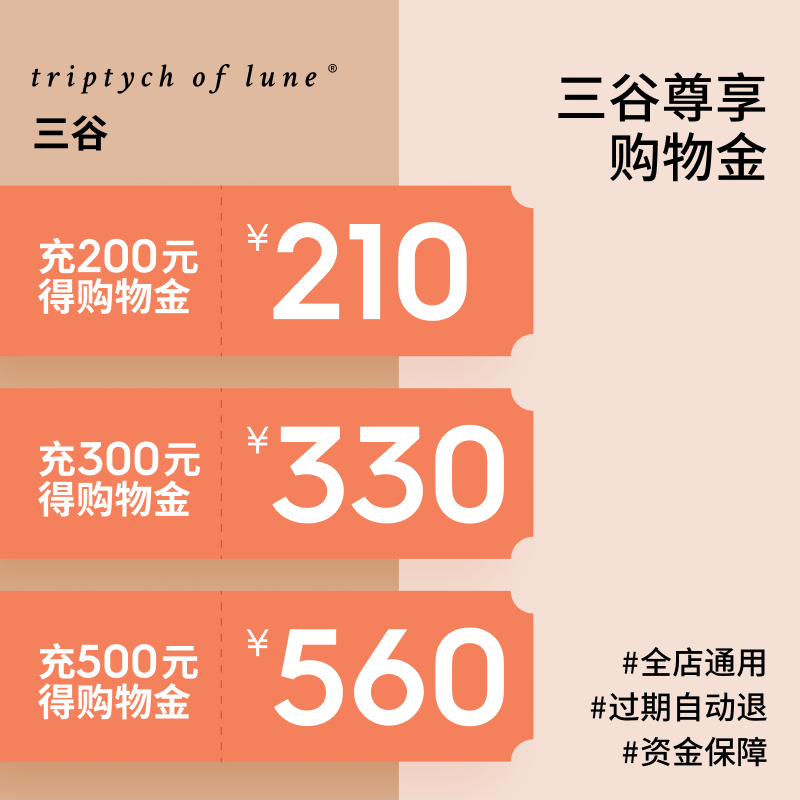 triptych of lune®
三谷
三谷尊享
购物金
充200元
得购物金
¥210
充300元
得购物金
¥330
充500元
得购物金
¥560
#全店通用
#过期自动退
#资金保障